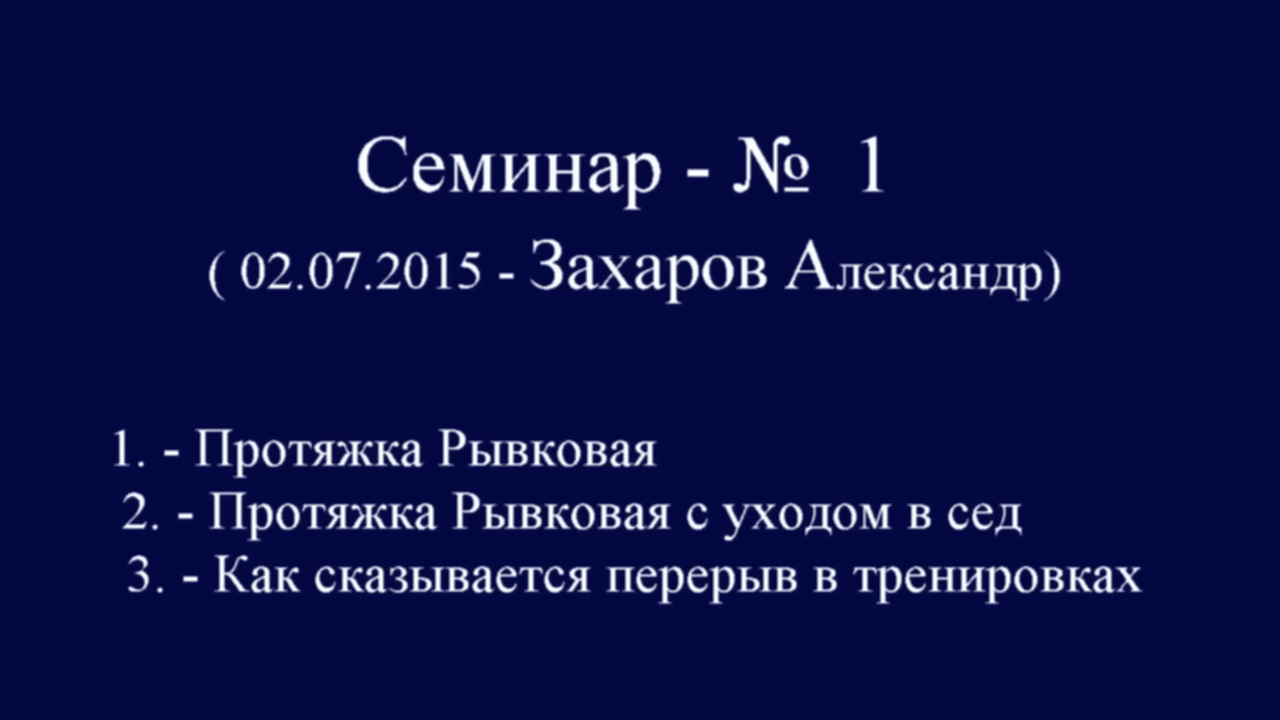 Семинар - № 1
( 02.07.2015 - Захаров Александр)
1. - Протяжка Рывковая
2. - Протяжка Рывковая с уходом в сед
3. - Как сказывается перерыв в тренировках